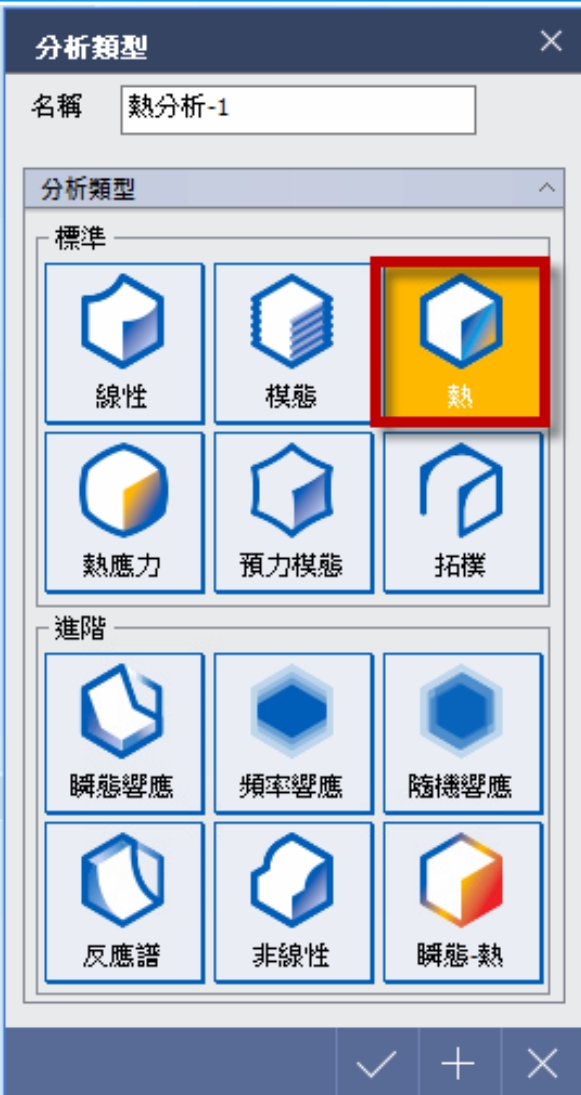 分析類型
名稱 熱分析-1
分析類型
標準
線性 模態 熱
熱應力 預力模態 拓樸
進階
瞬態響應 頻率響應 隨機響應
反應譜 非線性 瞬態-熱